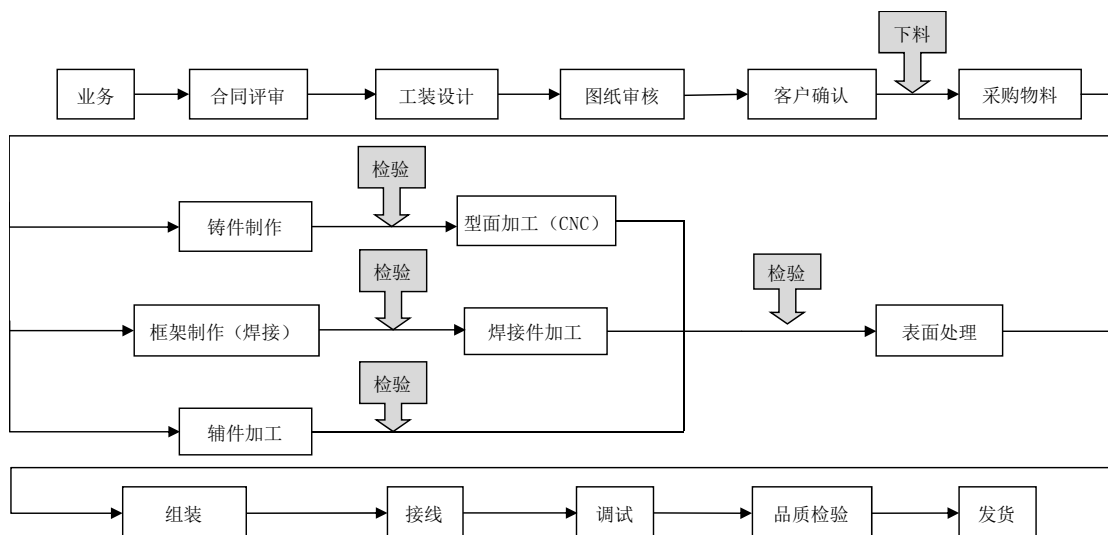 下料
业务
合同评审
工装设计
图纸审核
客户确认
采购物料
检验
铸件制作
型面加工（CNC）
检验
检验
框架制作（焊接）
焊接件加工
表面处理
检验
辅件加工
组装
接线
调试
品质检验
发货